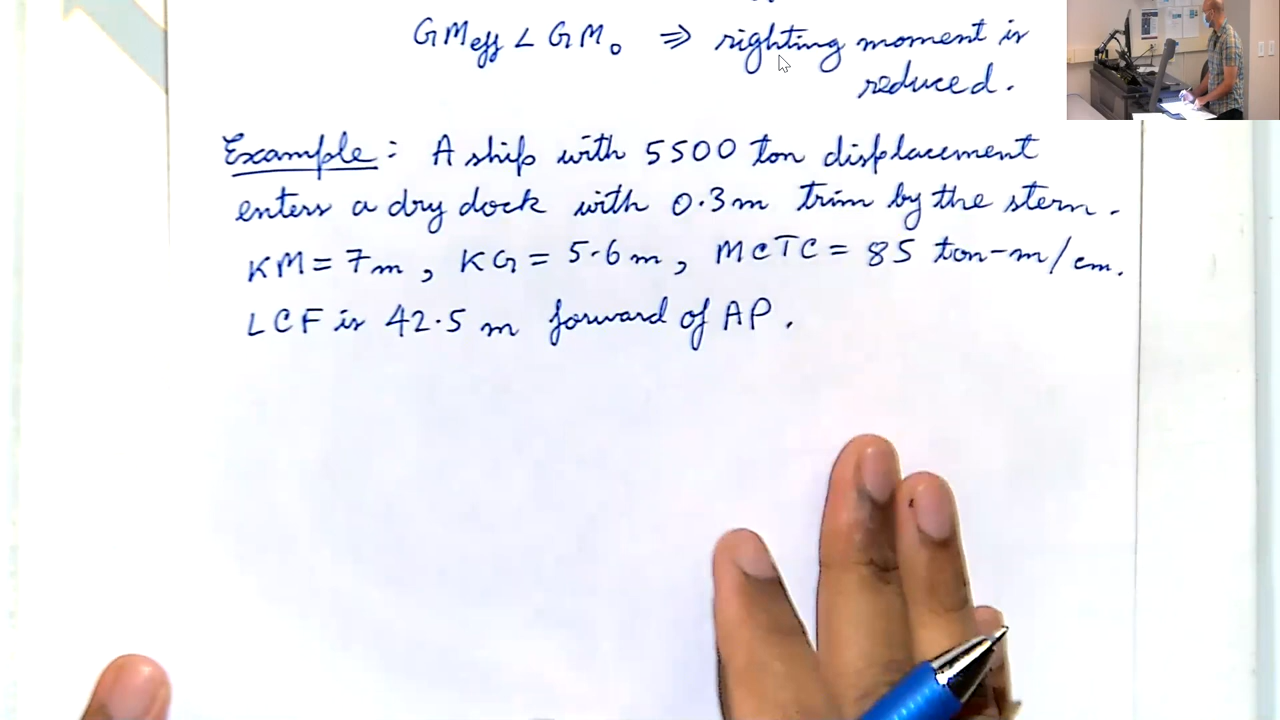 GMeff < GM₀ ⇒ righting moment is
reduced.
Example: A ship with 5500 ton displacement
enters a dry dock with 0.3m trim by the stern.
KM = 7m, KG = 5.6m, MCTC = 85 ton-m/cm.
LCF is 42.5 m forward of AP.